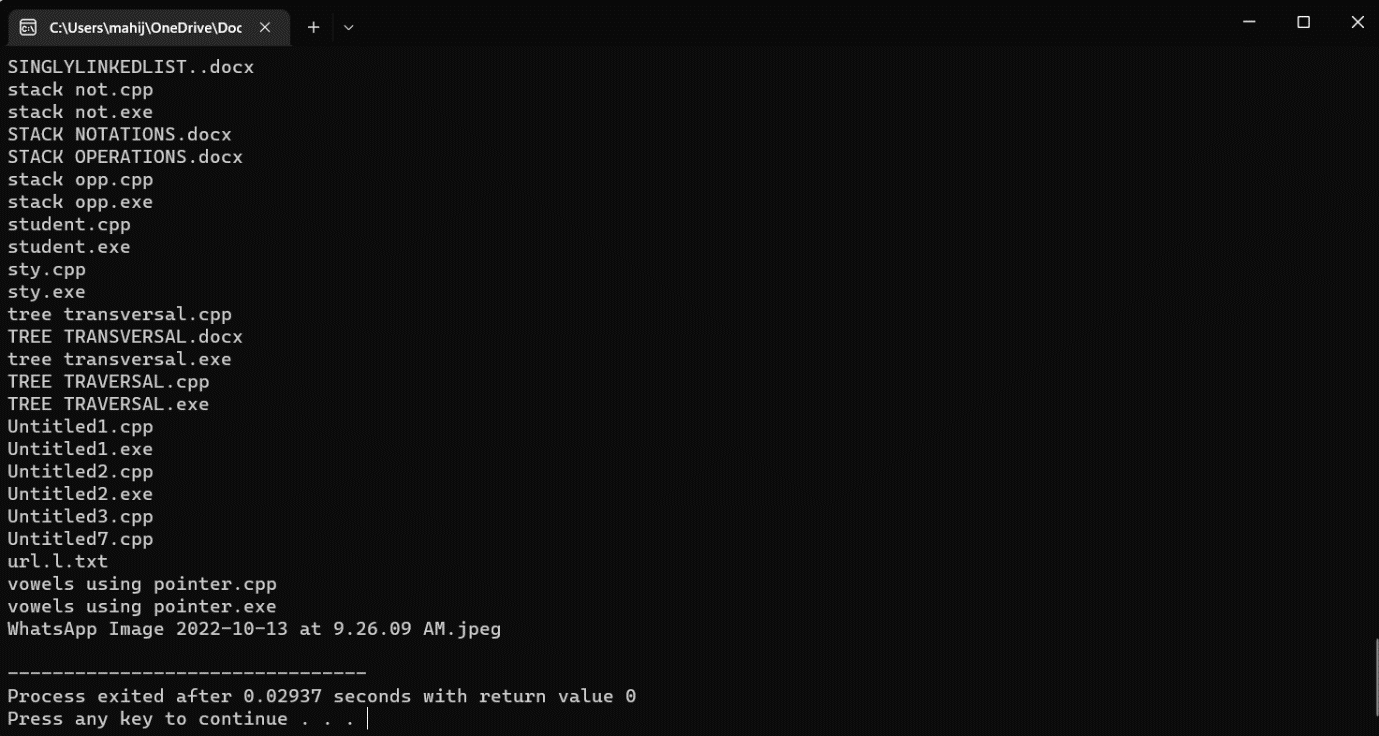 C:\Users\mahij\OneDrive\Doc
SINGLYLINKEDLIST..docx
stack not.cpp
stack not.exe
STACK NOTATIONS.docx
STACK OPERATIONS.docx
stack opp.cpp
stack opp.exe
student.cpp
student.exe
sty.cpp
sty.exe
tree transversal.cpp
TREE TRANSVERSAL.docx
tree transversal.exe
TREE TRAVERSAL.cpp
TREE TRAVERSAL.exe
Untitled1.cpp
Untitled1.exe
Untitled2.cpp
Untitled2.exe
Untitled3.cpp
Untitled7.cpp
url.l.txt
vowels using pointer.cpp
vowels using pointer.exe
WhatsApp Image 2022-10-13 at 9.26.09 AM.jpeg
--------------------------------
Process exited after 0.02937 seconds with return value 0
Press any key to continue . . .